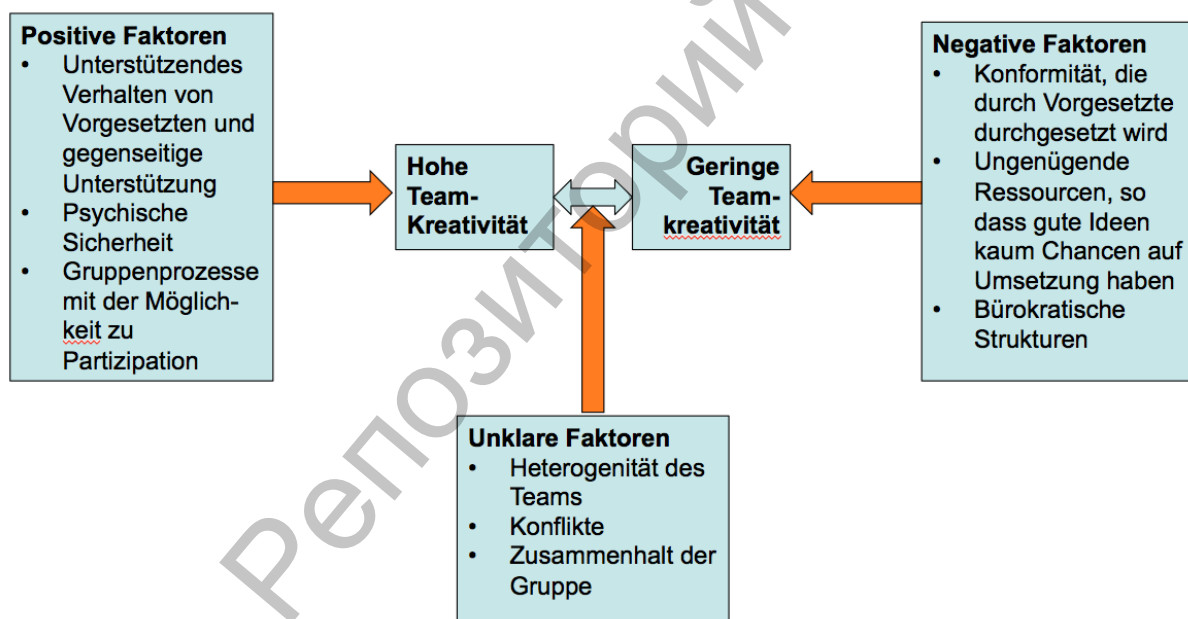 Positive Faktoren
• Unterstützendes
Verhalten von
Vorgesetzten und
gegenseitige
Unterstützung
• Psychische
Sicherheit
• Gruppenprozesse
mit der Möglich-
keit zu
Partizipation
Hohe
Team-
Kreativität
Geringe
Team-
kreativität
Negative Faktoren
• Konformität, die
durch Vorgesetzte
durchgesetzt wird
• Ungenügende
Ressourcen, so
dass gute Ideen
kaum Chancen auf
Umsetzung haben
• Bürokratische
Strukturen
Unklare Faktoren
• Heterogenität des
Teams
• Konflikte
• Zusammenhalt der
Gruppe
Репозиторий